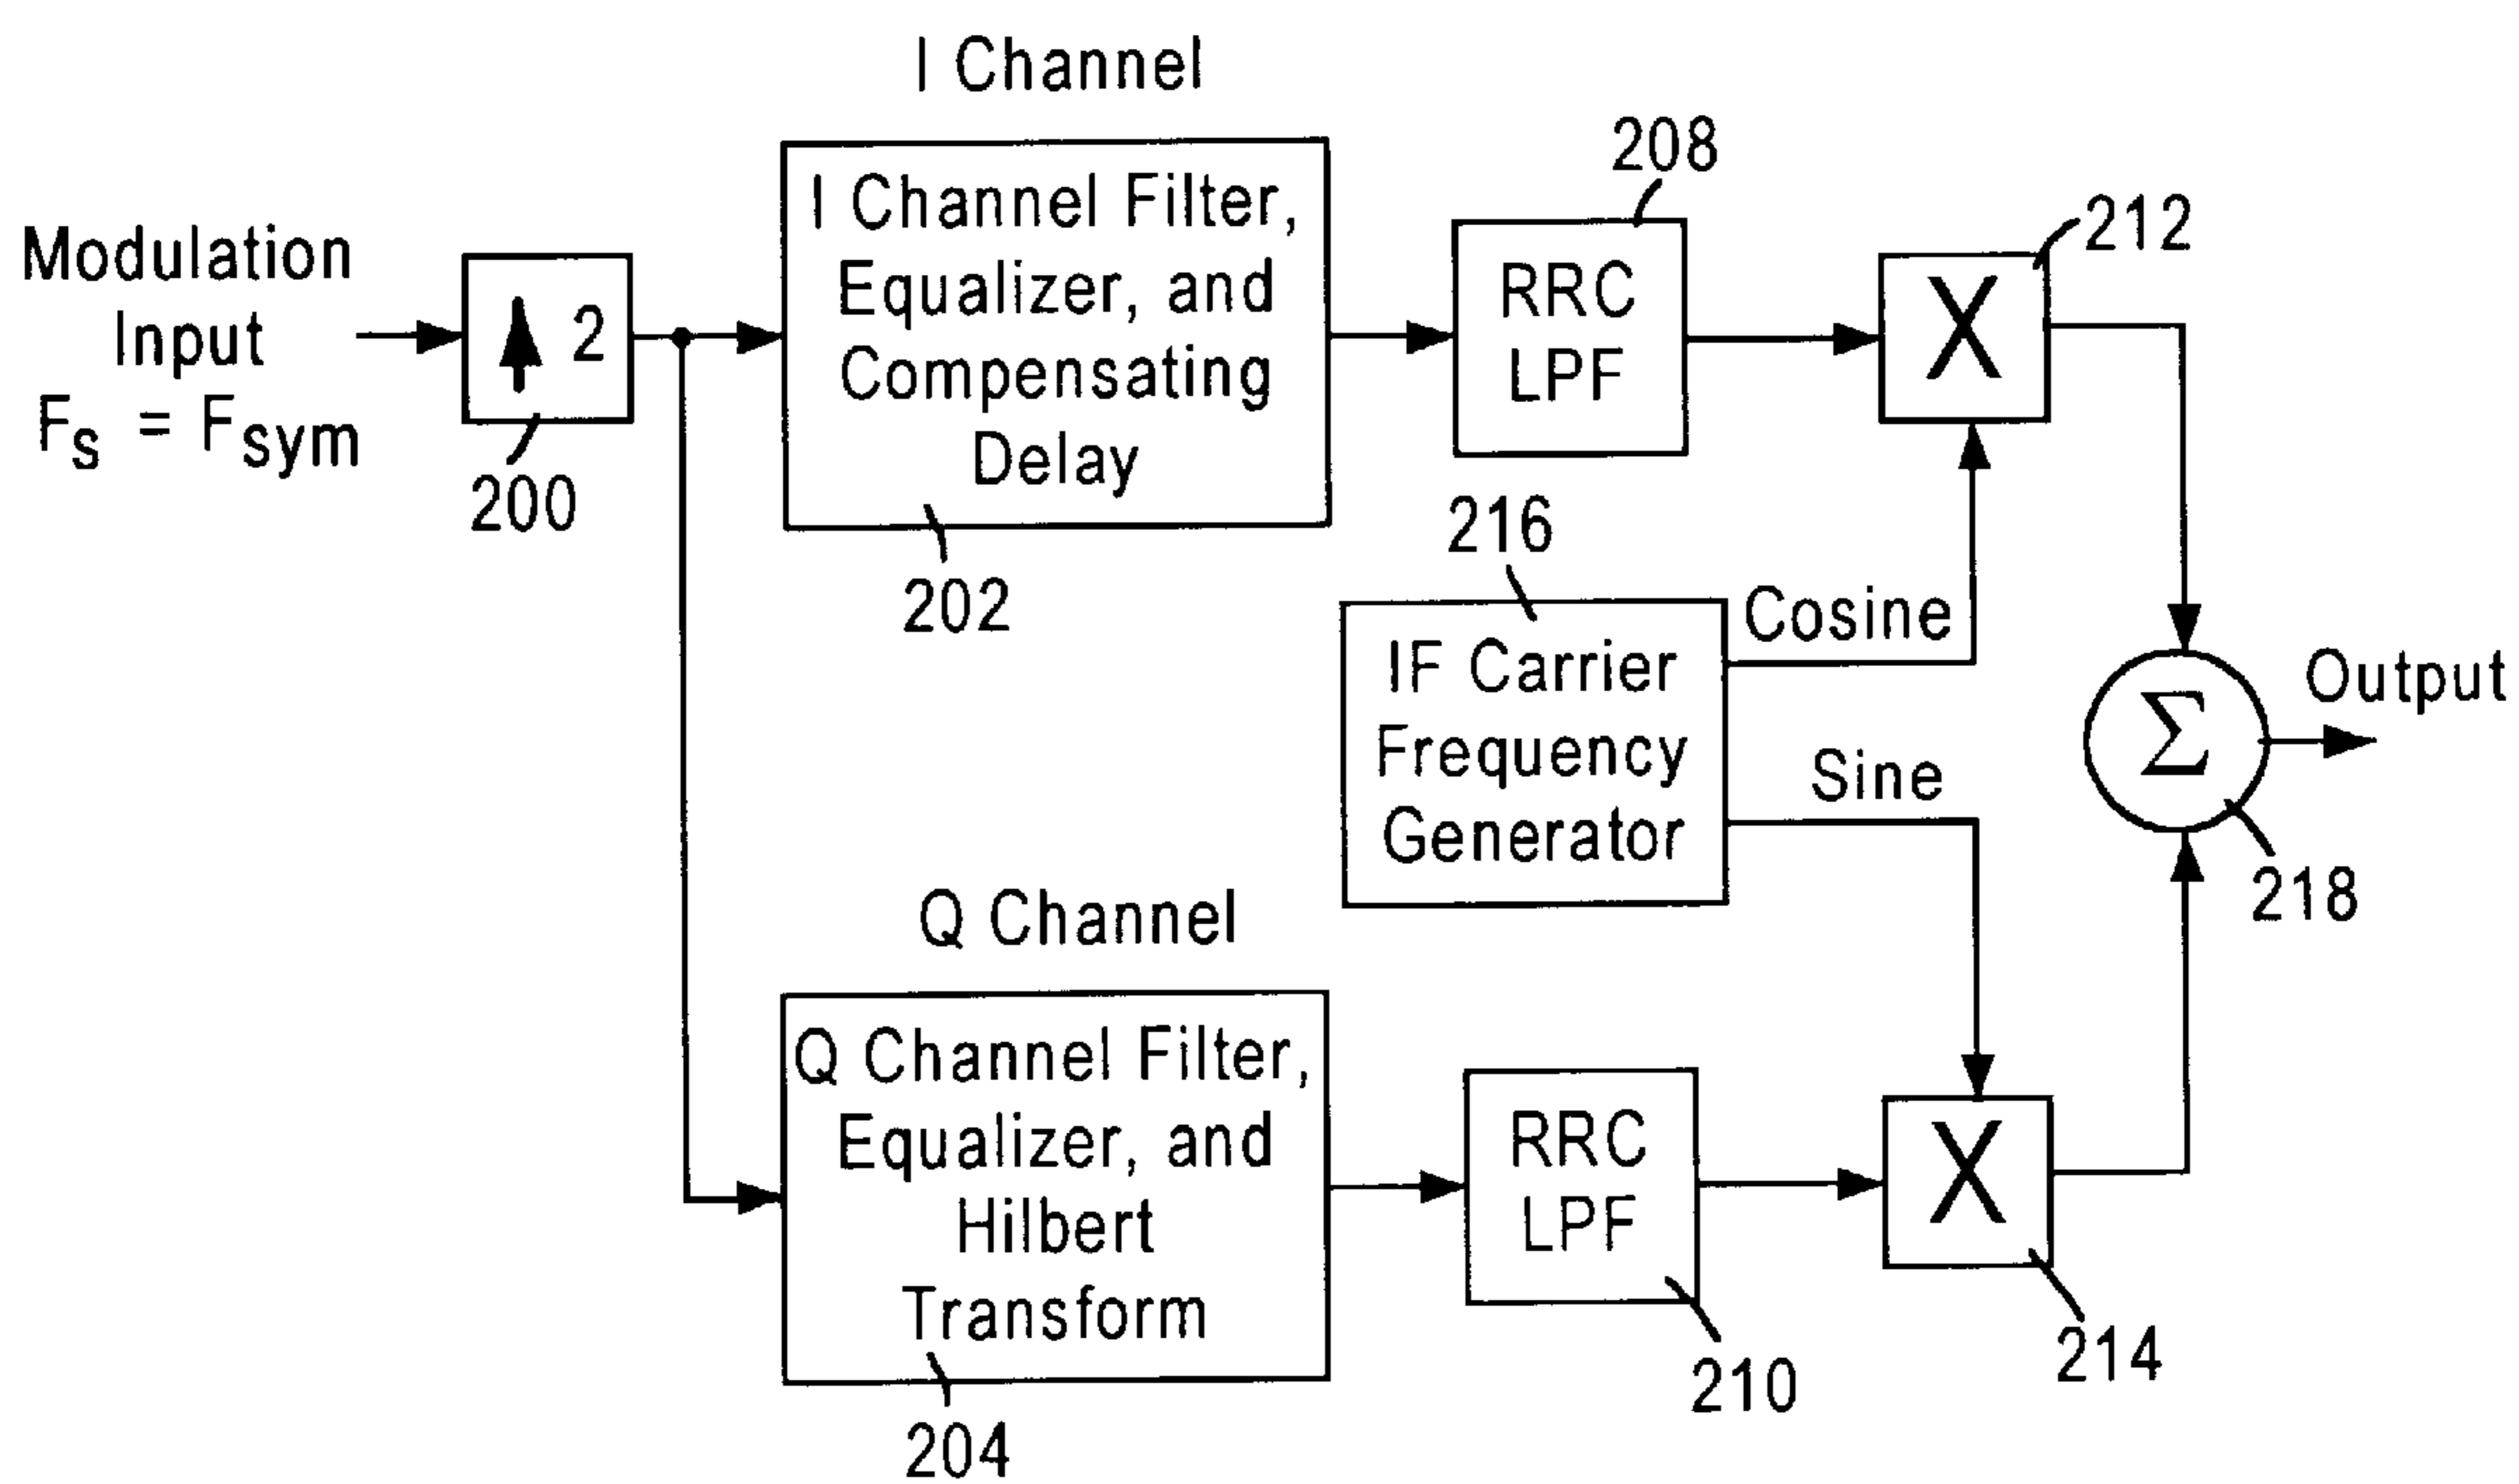 I Channel
Modulation
Input
Fs = Fsym
↑ 2
200
I Channel Filter,
Equalizer, and
Compensating
Delay
202
208
RRC
LPF
212
X
216
IF Carrier
Frequency
Generator
Cosine
Sine
Σ
Output
218
Q Channel
Q Channel Filter,
Equalizer, and
Hilbert
Transform
204
RRC
LPF
210
X
214